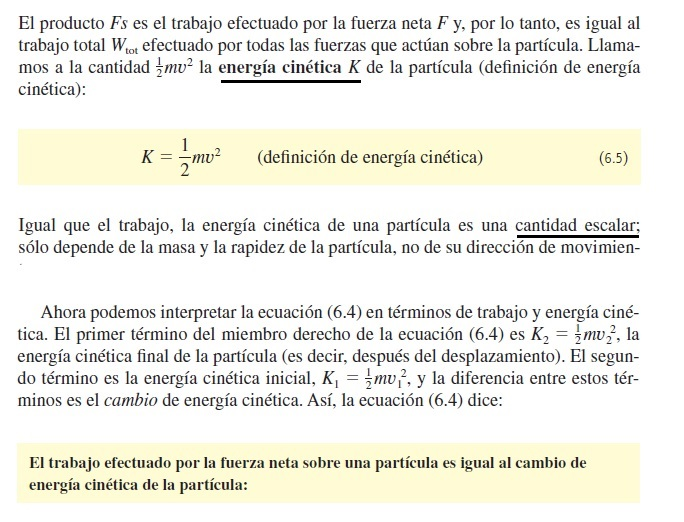 El producto Fs es el trabajo efectuado por la fuerza neta F y, por lo tanto, es igual al
trabajo total W_tot efectuado por todas las fuerzas que actúan sobre la partícula. Llama-
mos a la cantidad ½mv² la energía cinética K de la partícula (definición de energía
cinética):
K = 1/2 mv² (definición de energía cinética) (6.5)
Igual que el trabajo, la energía cinética de una partícula es una cantidad escalar;
sólo depende de la masa y la rapidez de la partícula, no de su dirección de movimien-
Ahora podemos interpretar la ecuación (6.4) en términos de trabajo y energía ciné-
tica. El primer término del miembro derecho de la ecuación (6.4) es K₂ = ½mv₂², la
energía cinética final de la partícula (es decir, después del desplazamiento). El segun-
do término es la energía cinética inicial, K₁ = ½mv₁², y la diferencia entre estos tér-
minos es el cambio de energía cinética. Así, la ecuación (6.4) dice:
El trabajo efectuado por la fuerza neta sobre una partícula es igual al cambio de
energía cinética de la partícula: